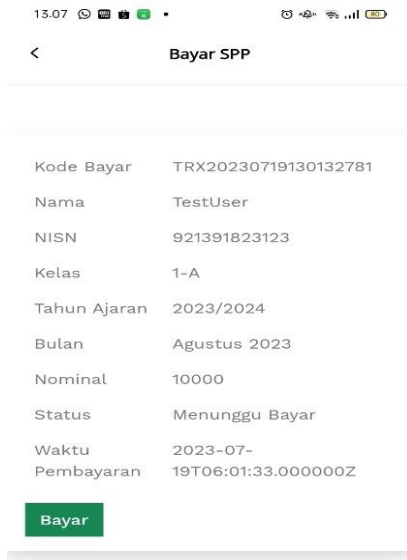 13.07 80
Bayar SPP
Kode Bayar TRX20230719130132781
Nama TestUser
NISN 921391823123
Kelas 1-A
Tahun Ajaran 2023/2024
Bulan Agustus 2023
Nominal 10000
Status Menunggu Bayar
Waktu 2023-07-
Pembayaran 19T06:01:33.000000Z
Bayar